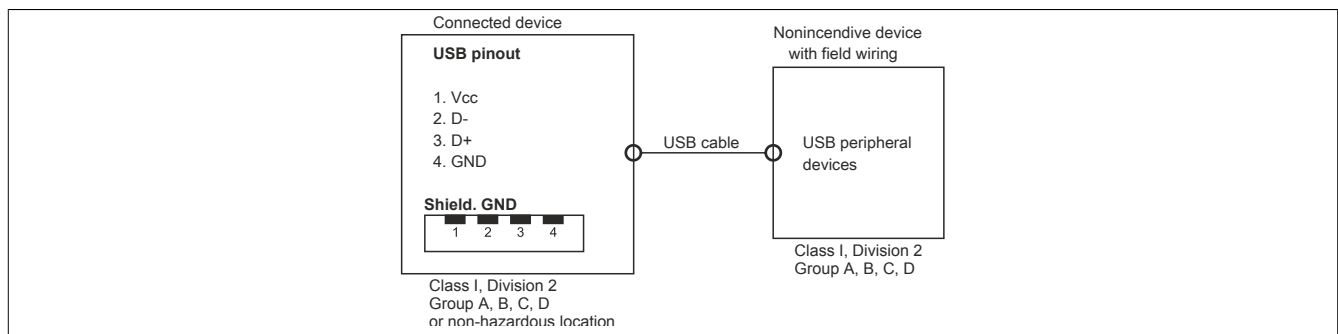 Connected device
USB pinout
1. Vcc
2. D-
3. D+
4. GND
Shield. GND
1 2 3 4
Class I, Division 2
Group A, B, C, D
or non-hazardous location
USB cable
Nonincendive device
with field wiring
USB peripheral
devices
Class I, Division 2
Group A, B, C, D